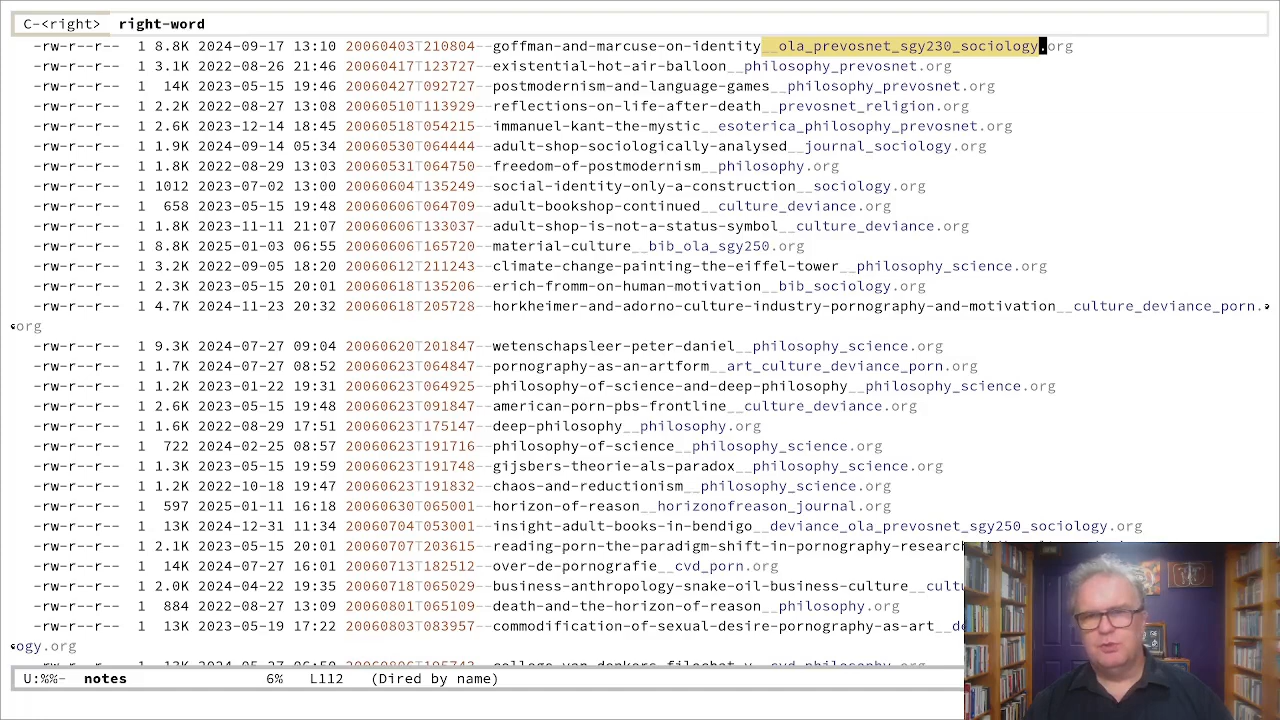 C-<right> right-word
-rw-r--r-- 1 8.8K 2024-09-17 13:10 20060403T210804--goffman-and-marcuse-on-identity__ola_prevosnet_sgy230_sociology.org
-rw-r--r-- 1 3.1K 2022-08-26 21:46 20060417T123727--existential-hot-air-balloon__philosophy_prevosnet.org
-rw-r--r-- 1 14K 2023-05-15 19:46 20060427T092727--postmodernism-and-language-games__philosophy_prevosnet.org
-rw-r--r-- 1 2.2K 2022-08-27 13:08 20060510T113929--reflections-on-life-after-death__prevosnet_religion.org
-rw-r--r-- 1 2.6K 2023-12-14 18:45 20060518T054215--immanuel-kant-the-mystic__esoterica_philosophy_prevosnet.org
-rw-r--r-- 1 1.9K 2024-09-14 05:34 20060530T064444--adult-shop-sociologically-analysed__journal_sociology.org
-rw-r--r-- 1 1.8K 2022-08-29 13:03 20060531T064750--freedom-of-postmodernism__philosophy.org
-rw-r--r-- 1 1012 2023-07-02 13:00 20060604T135249--social-identity-only-a-construction__sociology.org
-rw-r--r-- 1 658 2023-05-15 19:48 20060606T064709--adult-bookshop-continued__culture_deviance.org
-rw-r--r-- 1 1.8K 2023-11-11 21:07 20060606T133037--adult-shop-is-not-a-status-symbol__culture_deviance.org
-rw-r--r-- 1 8.8K 2025-01-03 06:55 20060606T165720--material-culture__bib_ola_sgy250.org
-rw-r--r-- 1 3.2K 2022-09-05 18:20 20060612T211243--climate-change-painting-the-eiffel-tower__philosophy_science.org
-rw-r--r-- 1 2.3K 2023-05-15 20:01 20060618T135206--erich-fromm-on-human-motivation__bib_sociology.org
-rw-r--r-- 1 4.7K 2024-11-23 20:32 20060618T205728--horkheimer-and-adorno-culture-industry-pornography-and-motivation__culture_deviance_porn.
org
-rw-r--r-- 1 9.3K 2024-07-27 09:04 20060620T201847--wetenschapsleer-peter-daniel__philosophy_science.org
-rw-r--r-- 1 1.7K 2024-07-27 08:52 20060623T064847--pornography-as-an-artform__art_culture_deviance_porn.org
-rw-r--r-- 1 1.2K 2023-01-22 19:31 20060623T064925--philosophy-of-science-and-deep-philosophy__philosophy_science.org
-rw-r--r-- 1 2.6K 2023-05-15 19:48 20060623T091847--american-porn-pbs-frontline__culture_deviance.org
-rw-r--r-- 1 1.6K 2022-08-29 17:51 20060623T175147--deep-philosophy__philosophy.org
-rw-r--r-- 1 722 2024-02-25 08:57 20060623T191716--philosophy-of-science__philosophy_science.org
-rw-r--r-- 1 1.3K 2023-05-15 19:59 20060623T191748--gijsbers-theorie-als-paradox__philosophy_science.org
-rw-r--r-- 1 1.2K 2022-10-18 19:47 20060623T191832--chaos-and-reductionism__philosophy_science.org
-rw-r--r-- 1 597 2025-01-11 16:18 20060630T065001--horizon-of-reason__horizonofreason_journal.org
-rw-r--r-- 1 13K 2024-12-31 11:34 20060704T053001--insight-adult-books-in-bendigo__deviance_ola_prevosnet_sgy250_sociology.org
-rw-r--r-- 1 2.1K 2023-05-15 20:01 20060707T203615--reading-porn-the-paradigm-shift-in-pornography-research
-rw-r--r-- 1 14K 2024-07-27 16:01 20060713T182512--over-de-pornografie__cvd_porn.org
-rw-r--r-- 1 2.0K 2024-04-22 19:35 20060718T065029--business-anthropology-snake-oil-business-culture__cult
-rw-r--r-- 1 884 2022-08-27 13:09 20060801T065109--death-and-the-horizon-of-reason__philosophy.org
-rw-r--r-- 1 13K 2023-05-19 17:22 20060803T083957--commodification-of-sexual-desire-pornography-as-art__de
ogy.org
U:%%- notes 6% L112 (Dired by name)